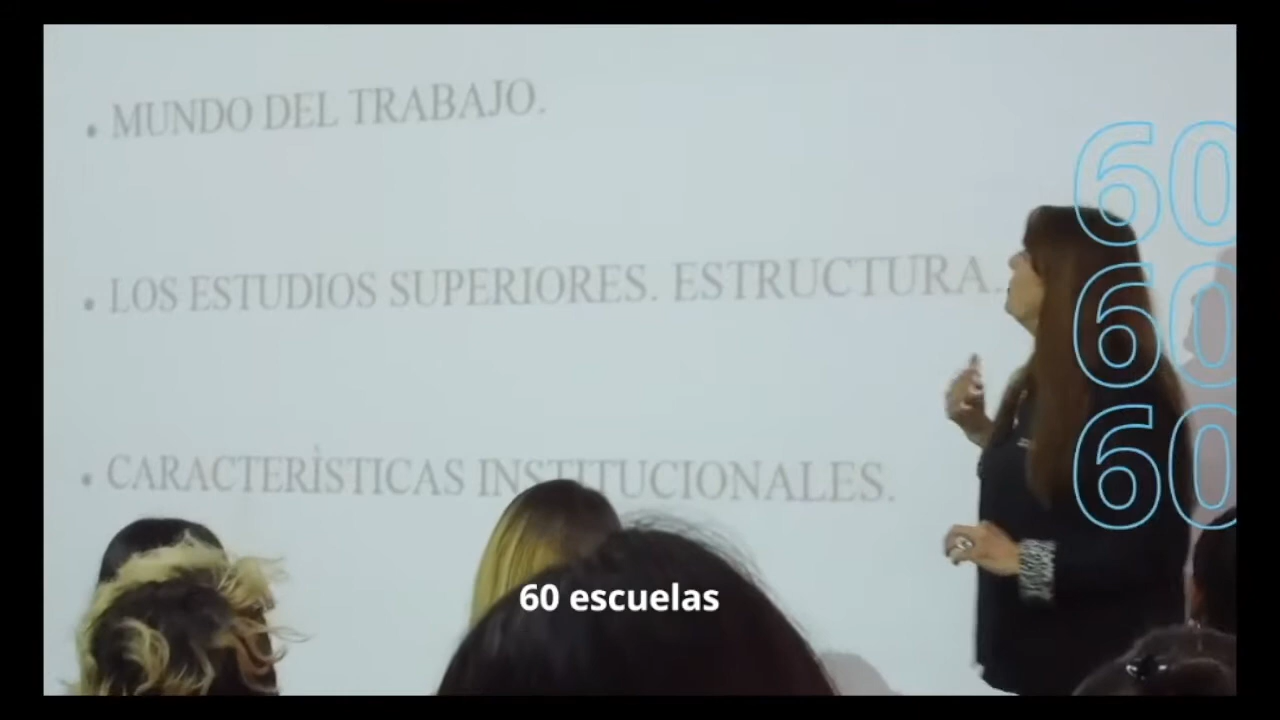 • MUNDO DEL TRABAJO.
• LOS ESTUDIOS SUPERIORES. ESTRUCTURA.
• CARACTERÌSTICAS INSTITUCIONALES.
60
60
60
60 escuelas